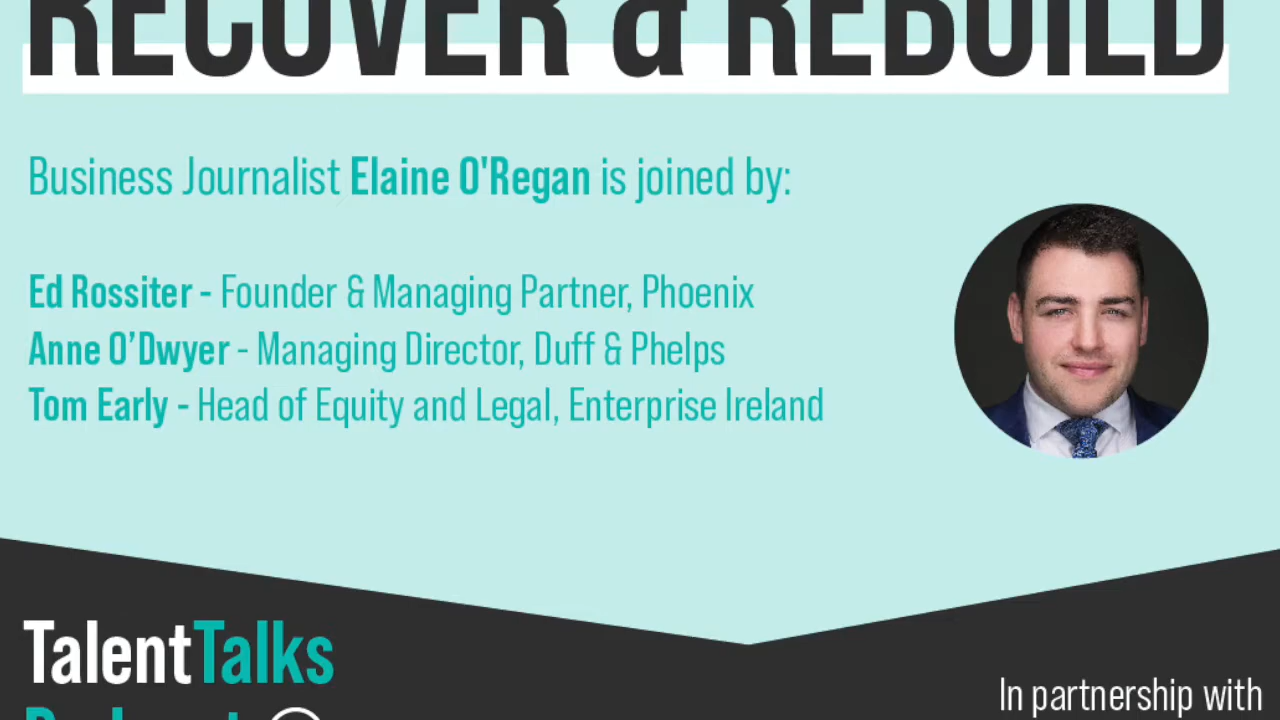 RECOVER & REBUILD
Business Journalist Elaine O'Regan is joined by:
Ed Rossiter - Founder & Managing Partner, Phoenix
Anne O’Dwyer - Managing Director, Duff & Phelps
Tom Early - Head of Equity and Legal, Enterprise Ireland
TalentTalks
In partnership with